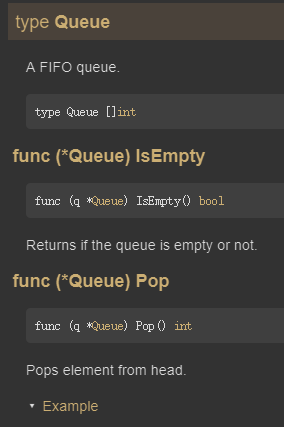 type Queue
A FIFO queue.
type Queue []int
func (*Queue) IsEmpty
func (q *Queue) IsEmpty() bool
Returns if the queue is empty or not.
func (*Queue) Pop
func (q *Queue) Pop() int
Pops element from head.
▾ Example